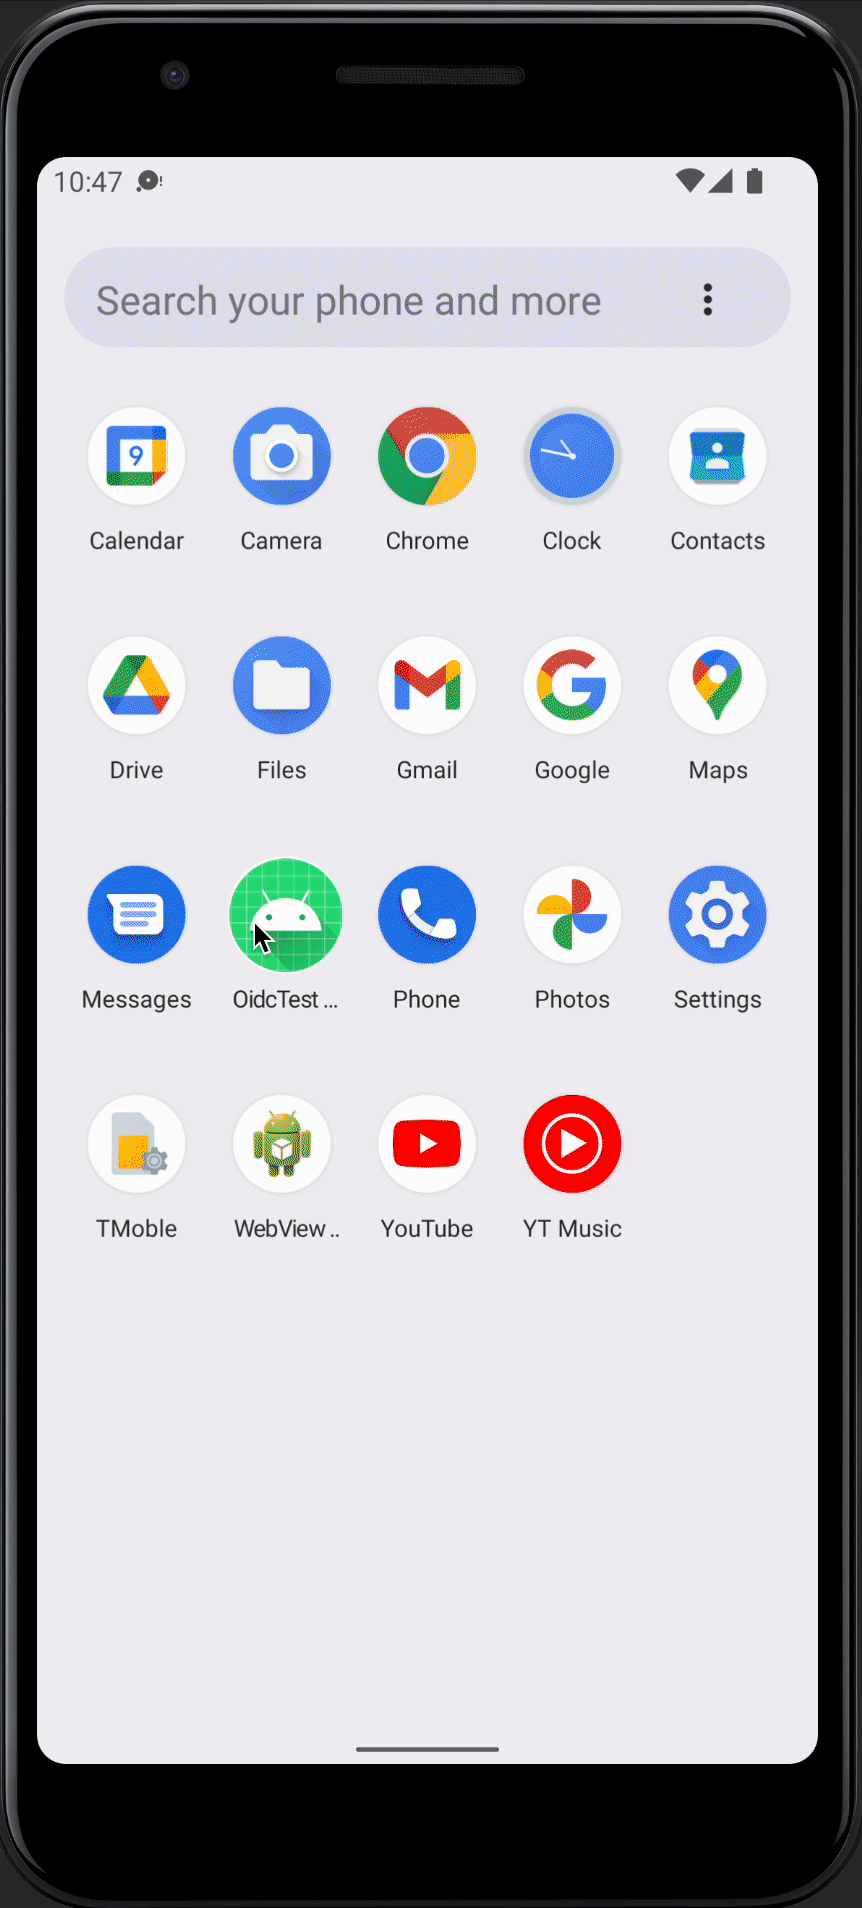 10:47
Search your phone and more
9
Calendar Camera Chrome Clock Contacts
Drive Files Gmail Google Maps
Messages OidcTest ... Phone Photos Settings
TMoble WebView .. YouTube YT Music